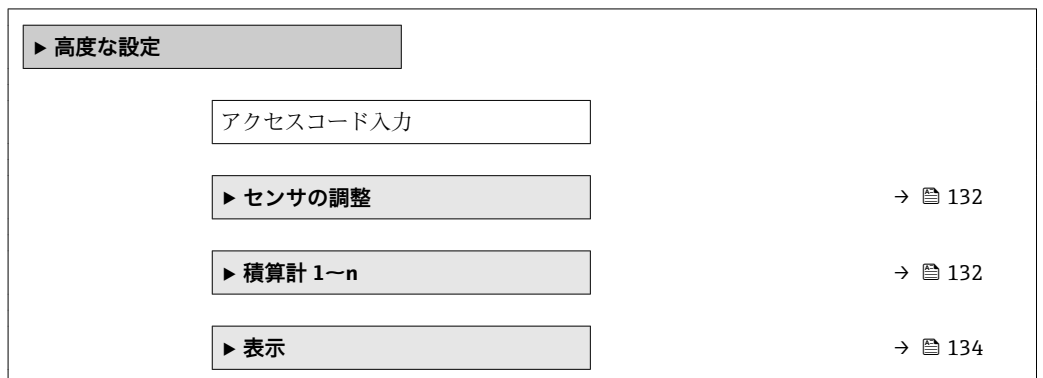 ▸ 高度な設定
アクセスコード入力
▸ センサの調整 → 🖹 132
▸ 積算計 1～n → 🖹 132
▸ 表示 → 🖹 134